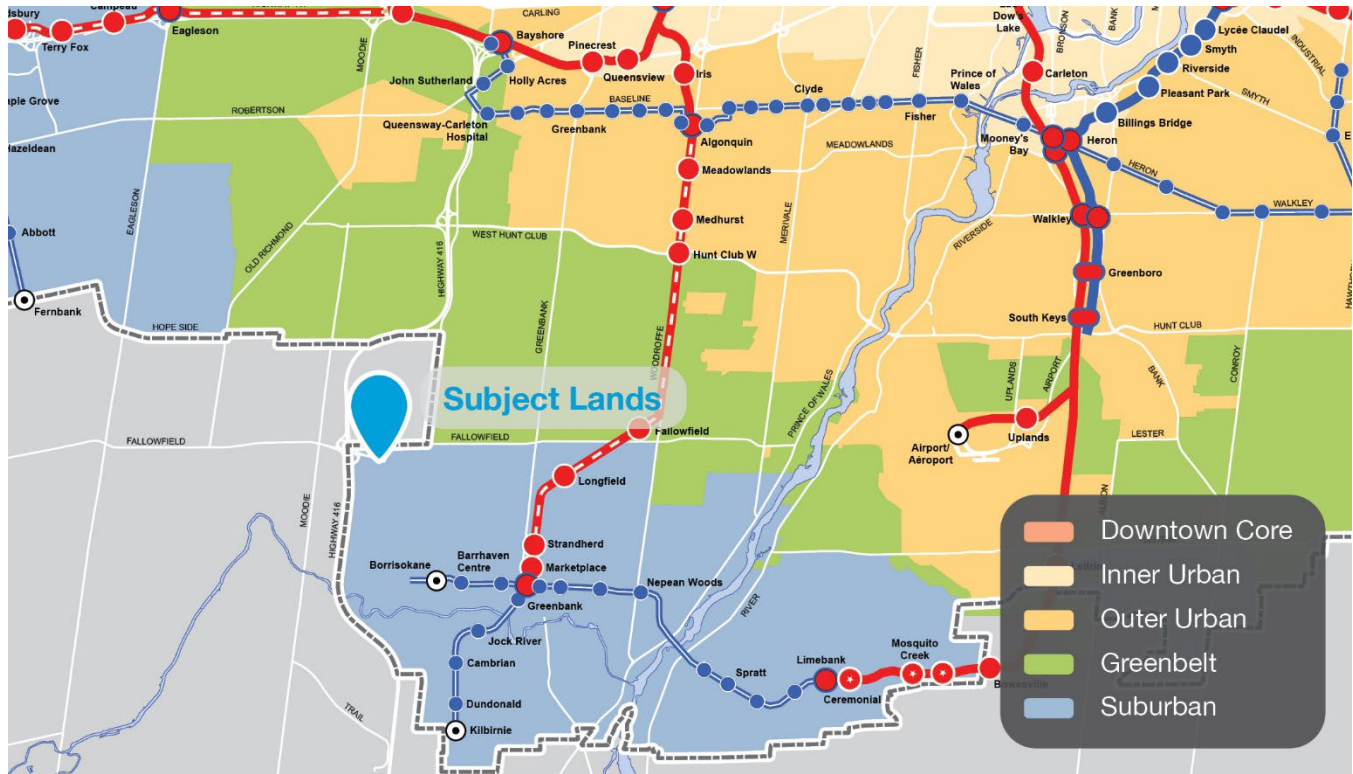 CARLING
Eagleson
Terry Fox
MOODIE
Bayshore
Pinecrest
Queensview
Iris
Holly Acres
John Sutherland
ROBERTSON
Queensway-Carleton
Hospital
BASELINE
Greenbank
Algonquin
Clyde
FISHER
Fisher
Prince of
Wales
Dow's
Lake
BRONSON
BANK
Carleton
Lycée Claudel
Smyth
Riverside
Pleasant Park
Billings Bridge
INDUSTRIAL
SMYTH
Mooney's
Bay
Heron
HERON
Hazeldean
EAGLESON
Meadowlands
MEADOWLANDS
Medhurst
MERIVALE
Walkley
WALKLEY
RIVERSIDE
Abbott
OLD RICHMOND
HIGHWAY 416
WEST HUNT CLUB
Hunt Club W
Greenboro
Fernbank
HOPE SIDE
GREENBANK
WOODROFFE
South Keys
HUNT CLUB
BANK
CONROY
Subject Lands
PRINCE OF WALES
UPLANDS
AIRPORT
FALLOWFIELD
FALLOWFIELD
Fallowfield
Airport/
Aéroport
Uplands
LESTER
Longfield
MOODIE
HIGHWAY 416
ALBION
Strandherd
Marketplace
Borrisokane
Barrhaven
Centre
Greenbank
Nepean Woods
RIVER
Leitrim
Jock River
Cambrian
Spratt
Limebank
Mosquito
Creek
Ceremonial
Bowesville
Dundonald
Kilbirnie
TRAIL
Downtown Core
Inner Urban
Outer Urban
Greenbelt
Suburban